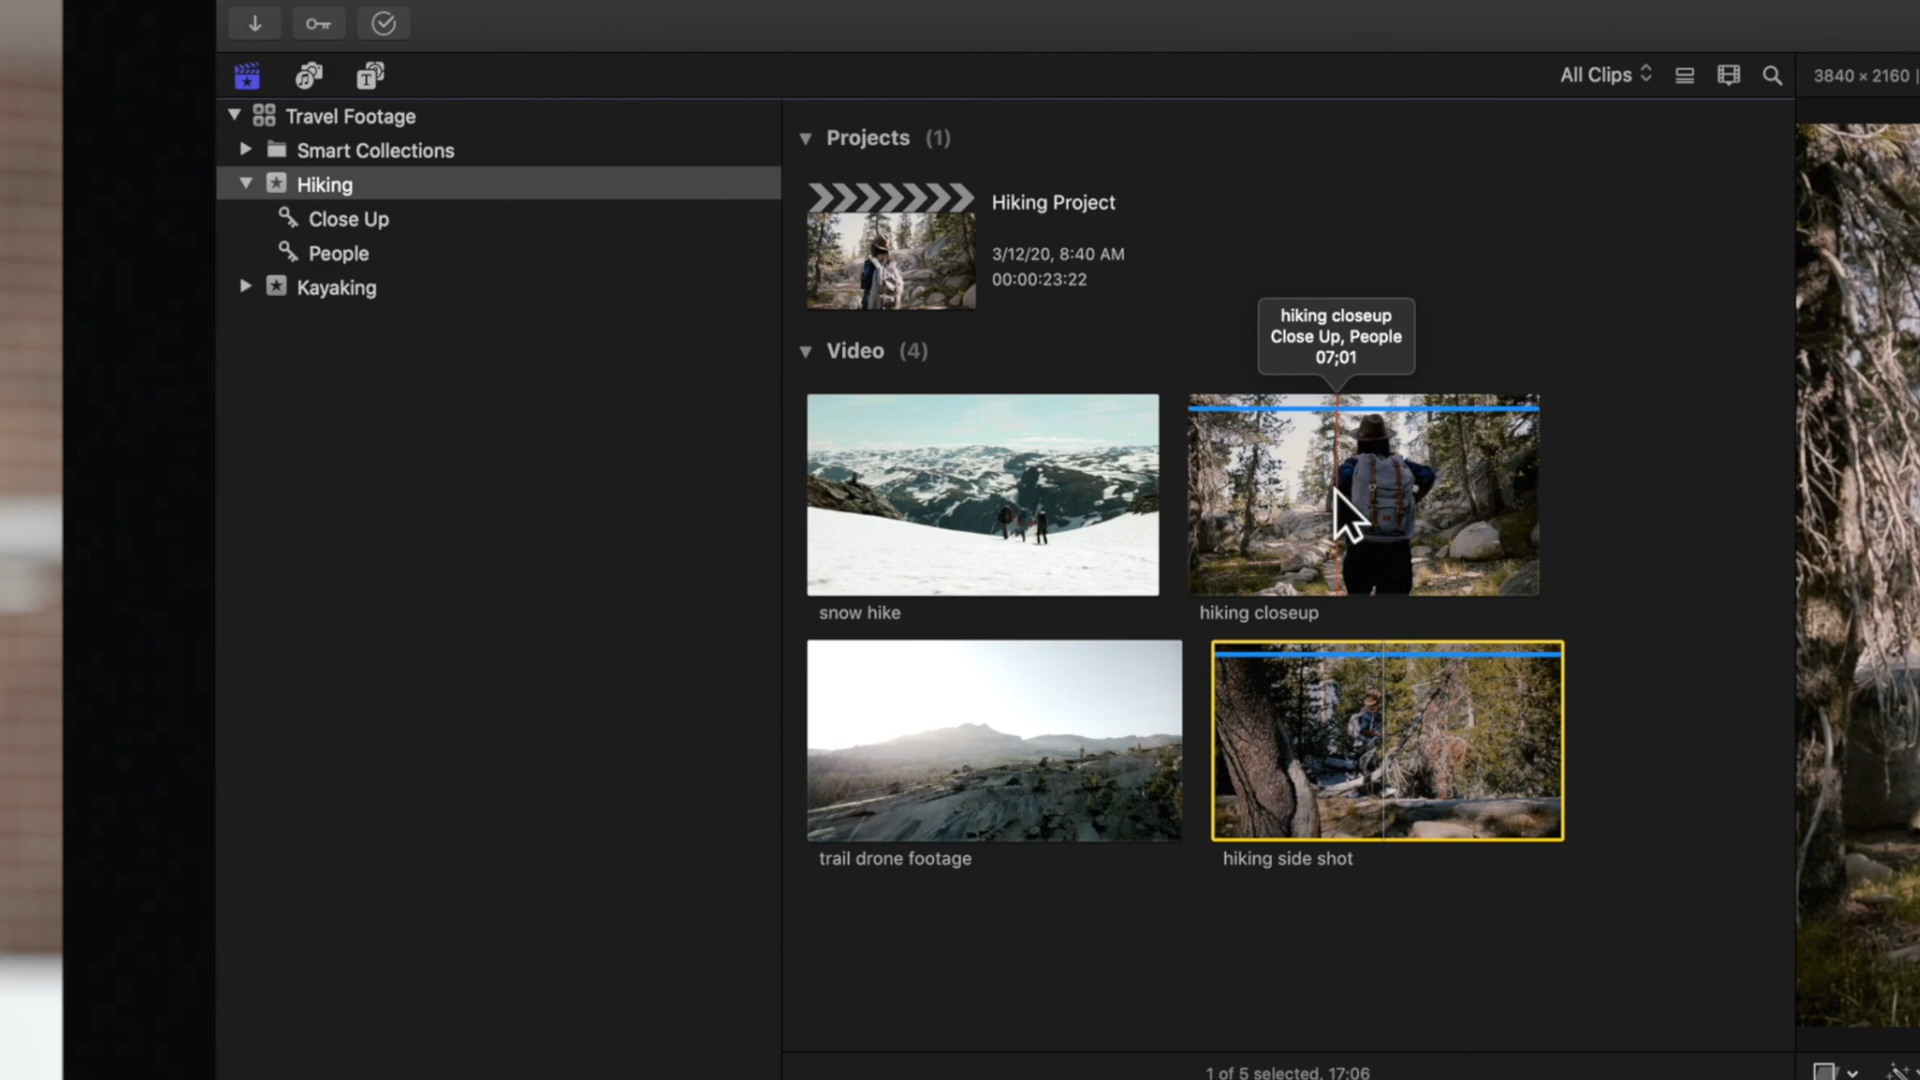 All Clips
3840 × 2160 |
Travel Footage
Smart Collections
Hiking
Close Up
People
Kayaking
Projects (1)
Hiking Project
3/12/20, 8:40 AM
00:00:23:22
hiking closeup
Close Up, People
07;01
Video (4)
snow hike
hiking closeup
trail drone footage
hiking side shot
1 of 5 selected, 17:06